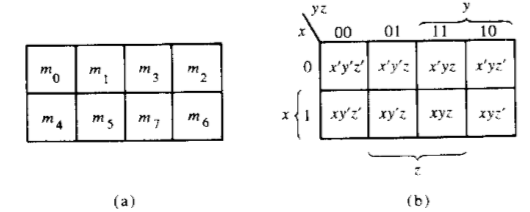 m0 m1 m3 m2
m4 m5 m7 m6
(a)
yz
y
x 00 01 11 10
0 x'y'z' x'y'z x'yz x'yz'
x { 1 xy'z' xy'z xyz xyz'
z
(b)